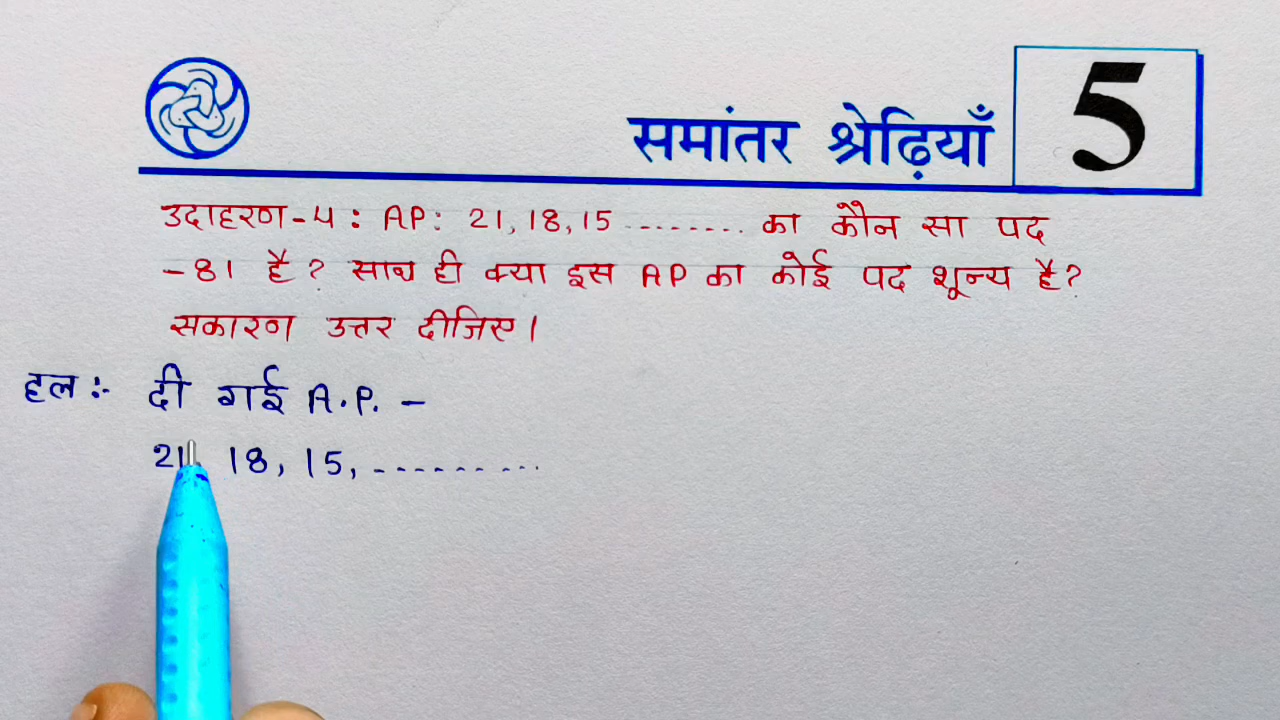 समांतर श्रेढ़ियाँ 5
उदाहरण-4 : AP: 21, 18, 15 ........ का कौन सा पद
-81 है ? साथ ही क्या इस AP का कोई पद शून्य है?
सकारण उत्तर दीजिए।
हल :- दी गई A.P. -
21, 18, 15, ..........